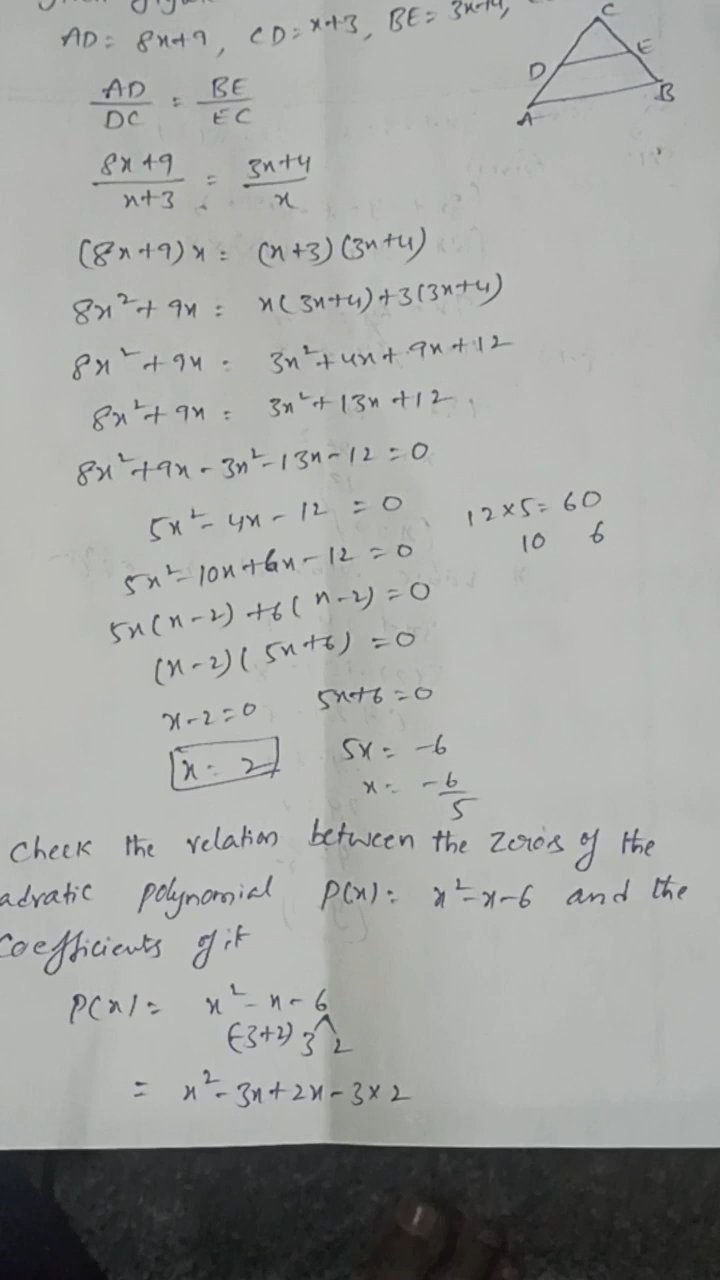 AD = 8x+9, CD = x+3, BE = 3x+4,
C
D E
A B
AD/DC = BE/EC
8x+9/x+3 = 3x+4/x
(8x+9)x = (x+3)(3x+4)
8x²+9x = x(3x+4)+3(3x+4)
8x²+9x = 3x²+4x+9x+12
8x²+9x = 3x²+13x+12
8x²+9x-3x²-13x-12=0
5x²-4x-12=0 12×5=60
5x²-10x+6x-12=0 10 6
5x(x-2)+6(x-2)=0
(x-2)(5x+6)=0
x-2=0 5x+6=0
x=2 5x=-6
x=-6/5
Check the relation between the zerois of the
adratic polynomial P(x) = x²-x-6 and the
Coefficients of it
P(x) = x²-x-6
(-3+2) 3 2
= x²-3x+2x-3×2